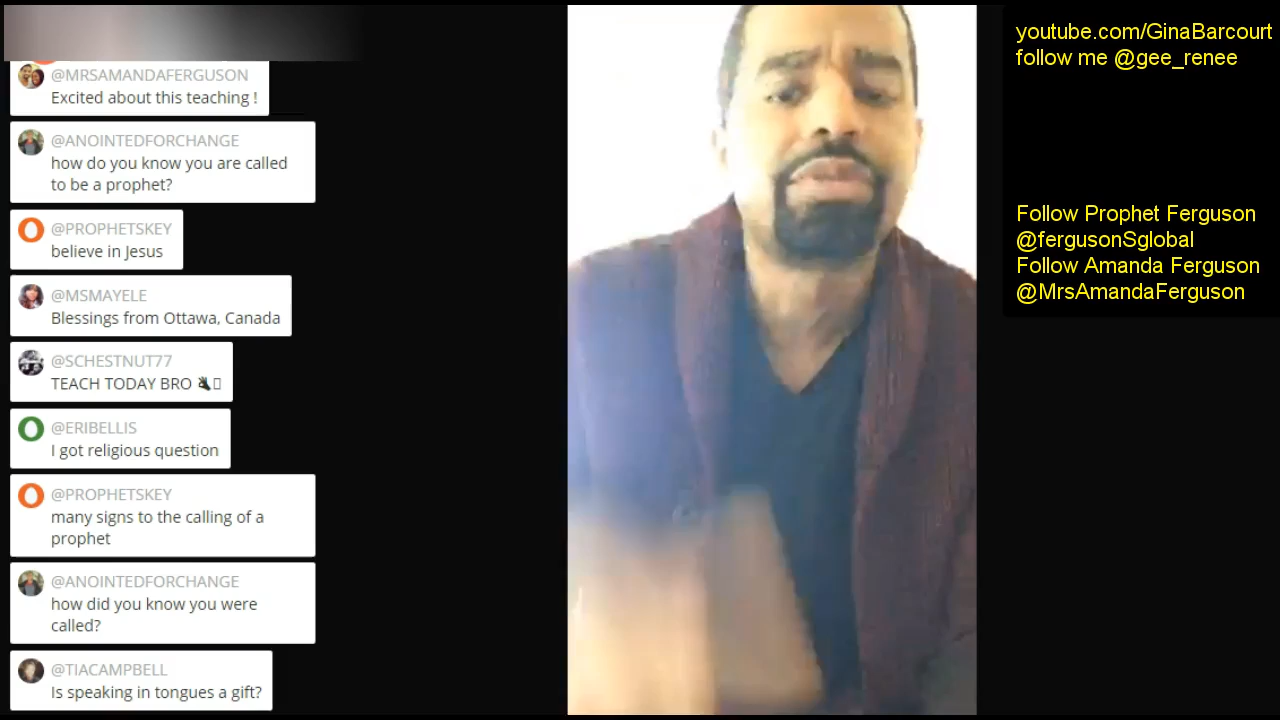 @MRSAMANDAFERGUSON
Excited about this teaching !
@ANOINTEDFORCHANGE
how do you know you are called
to be a prophet?
@PROPHETSKEY
believe in Jesus
@MSMAYELE
Blessings from Ottawa, Canada
@SCHESTNUT77
TEACH TODAY BRO
@ERIBELLIS
I got religious question
@PROPHETSKEY
many signs to the calling of a
prophet
@ANOINTEDFORCHANGE
how did you know you were
called?
@TIACAMPBELL
Is speaking in tongues a gift?
youtube.com/GinaBarcourt
follow me @gee_renee
Follow Prophet Ferguson
@fergusonSglobal
Follow Amanda Ferguson
@MrsAmandaFerguson